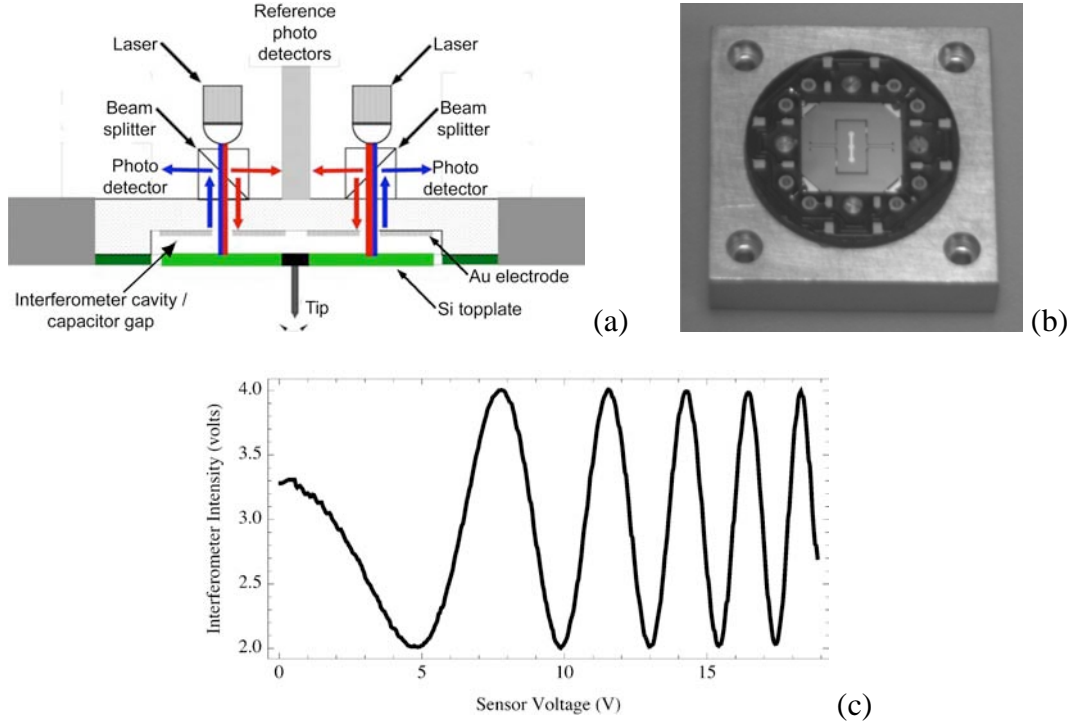 Reference
photo
detectors
Laser
Laser
Beam
splitter
Beam
splitter
Photo
detector
Photo
detector
Au electrode
Interferometer cavity /
capacitor gap
Tip
Si topplate
(a)
(b)
4.0
3.5
3.0
2.5
2.0
Interferometer Intensity (volts)
0
5
10
15
Sensor Voltage (V)
(c)